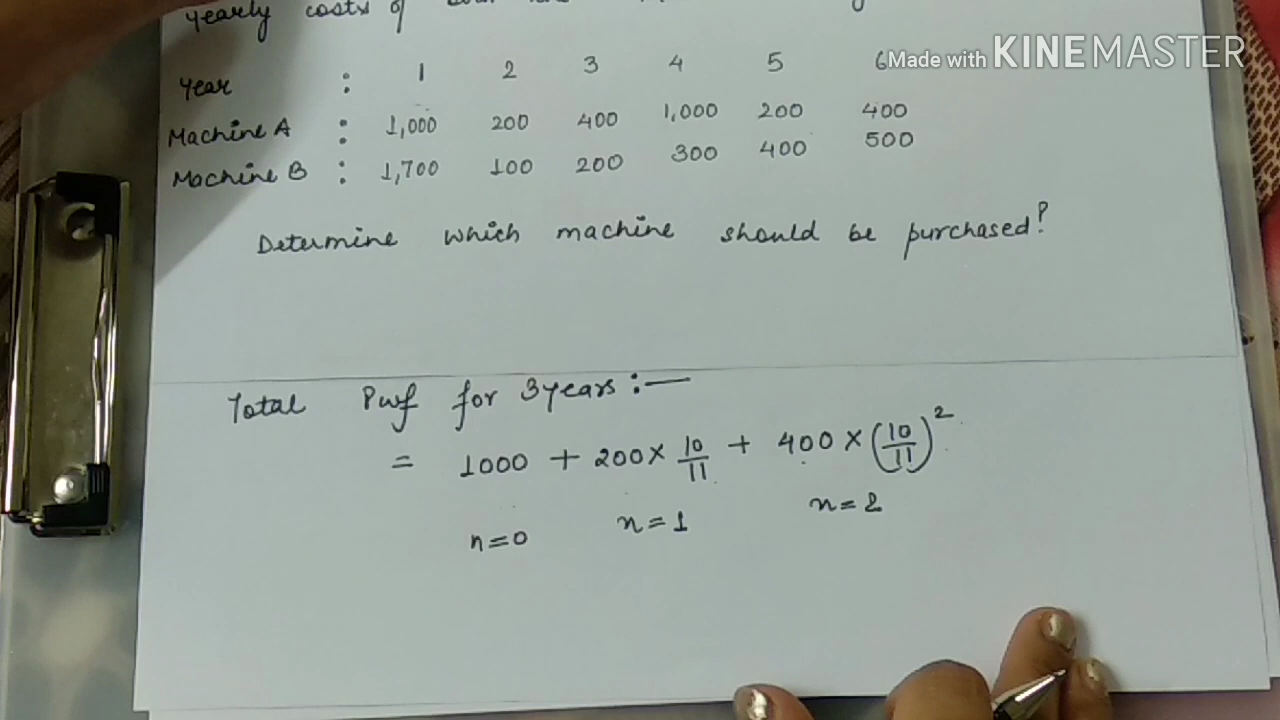 yearly costs of
Year : 1 2 3 4 5 6
Made with KINEMASTER
Machine A : 1,000 200 400 1,000 200 400
Machine B : 1,700 100 200 300 400 500
Determine which machine should be purchased?
Total Pwf for 3 years :—
= 1000 + 200 × 10/11 + 400 × (10/11)²
n=0 n=1 n=2